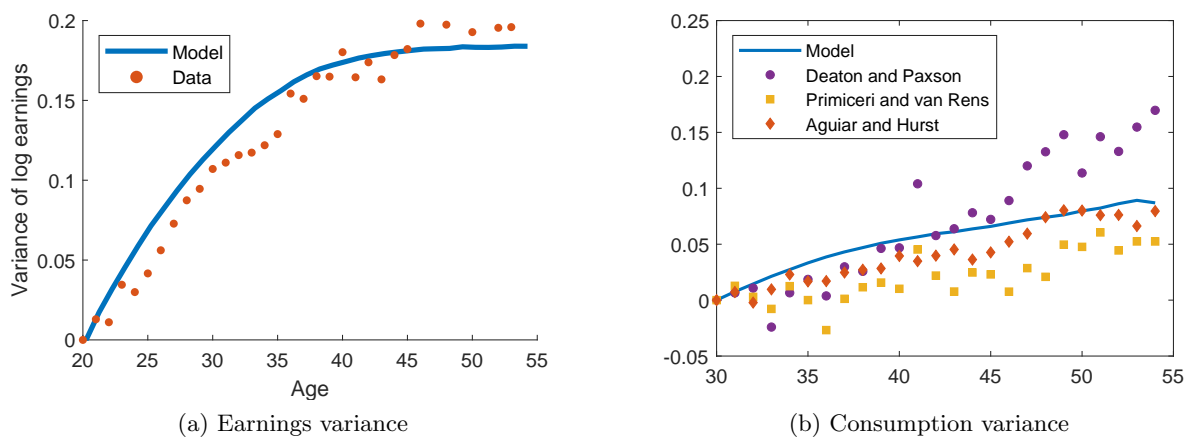 0.2
0.15
0.1
0.05
0
Variance of log earnings
Model
Data
20 25 30 35 40 45 50 55
Age
(a) Earnings variance
0.25
0.2
0.15
0.1
0.05
0
-0.05
Model
Deaton and Paxson
Primiceri and van Rens
Aguiar and Hurst
30 35 40 45 50 55
(b) Consumption variance